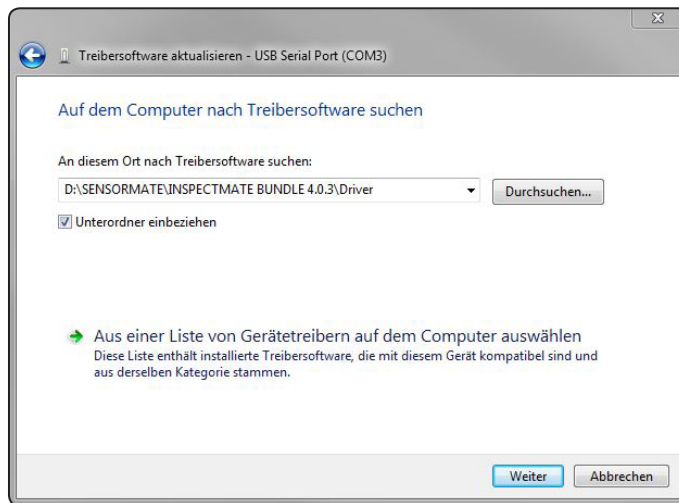 Treibersoftware aktualisieren - USB Serial Port (COM3)
Auf dem Computer nach Treibersoftware suchen
An diesem Ort nach Treibersoftware suchen:
D:\SENSORMATE\INSPECTMATE BUNDLE 4.0.3\Driver
Durchsuchen...
Unterordner einbeziehen
Aus einer Liste von Gerätetreibern auf dem Computer auswählen
Diese Liste enthält installierte Treibersoftware, die mit diesem Gerät kompatibel sind und
aus derselben Kategorie stammen.
Weiter
Abbrechen